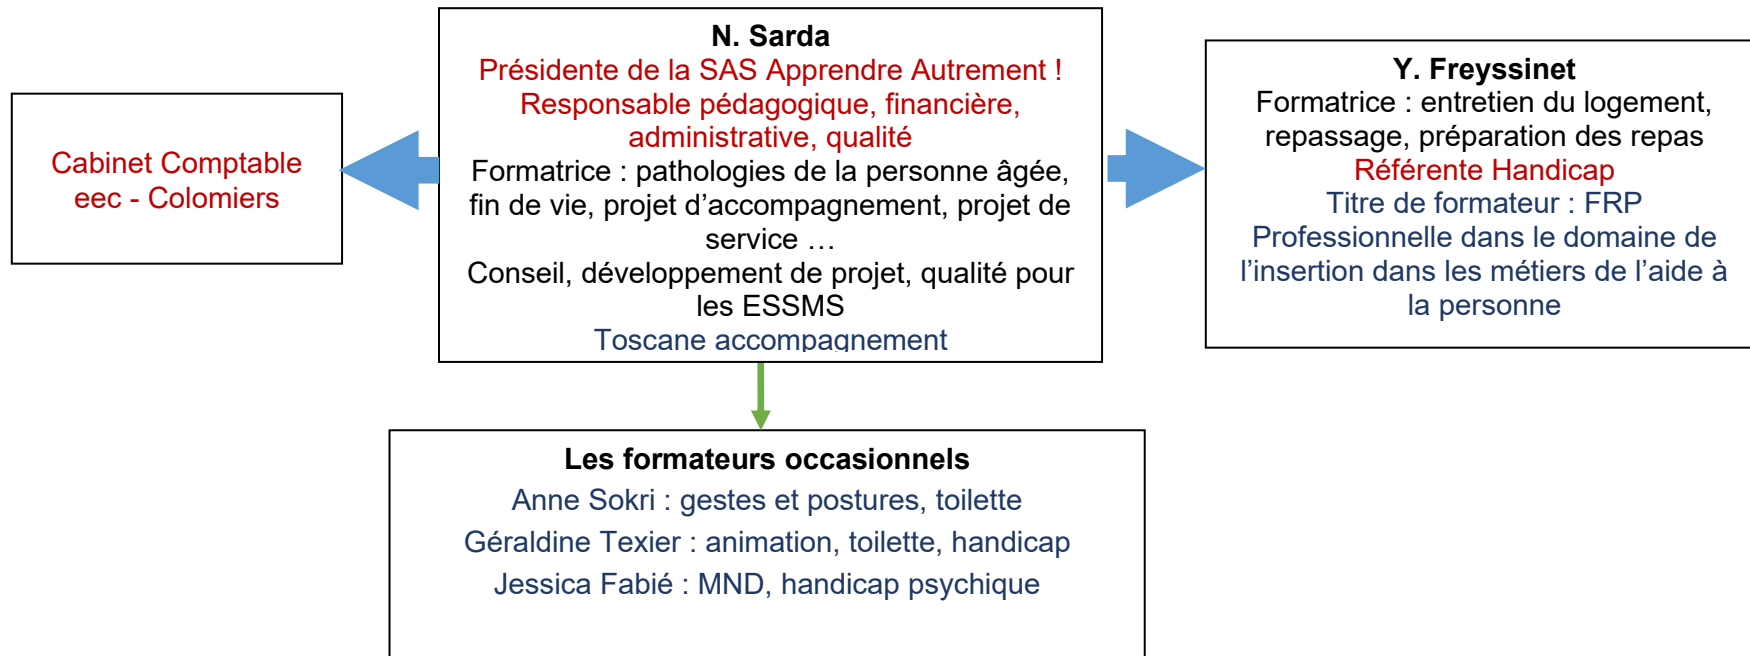 N. Sarda
Présidente de la SAS Apprendre Autrement !
Responsable pédagogique, financière,
administrative, qualité
Formatrice : pathologies de la personne âgée,
fin de vie, projet d’accompagnement, projet de
service …
Conseil, développement de projet, qualité pour
les ESSMS
Toscane accompagnement
Cabinet Comptable
eec - Colomiers
Y. Freyssinet
Formatrice : entretien du logement,
repassage, préparation des repas
Référente Handicap
Titre de formateur : FRP
Professionnelle dans le domaine de
l’insertion dans les métiers de l’aide à
la personne
Les formateurs occasionnels
Anne Sokri : gestes et postures, toilette
Géraldine Texier : animation, toilette, handicap
Jessica Fabié : MND, handicap psychique